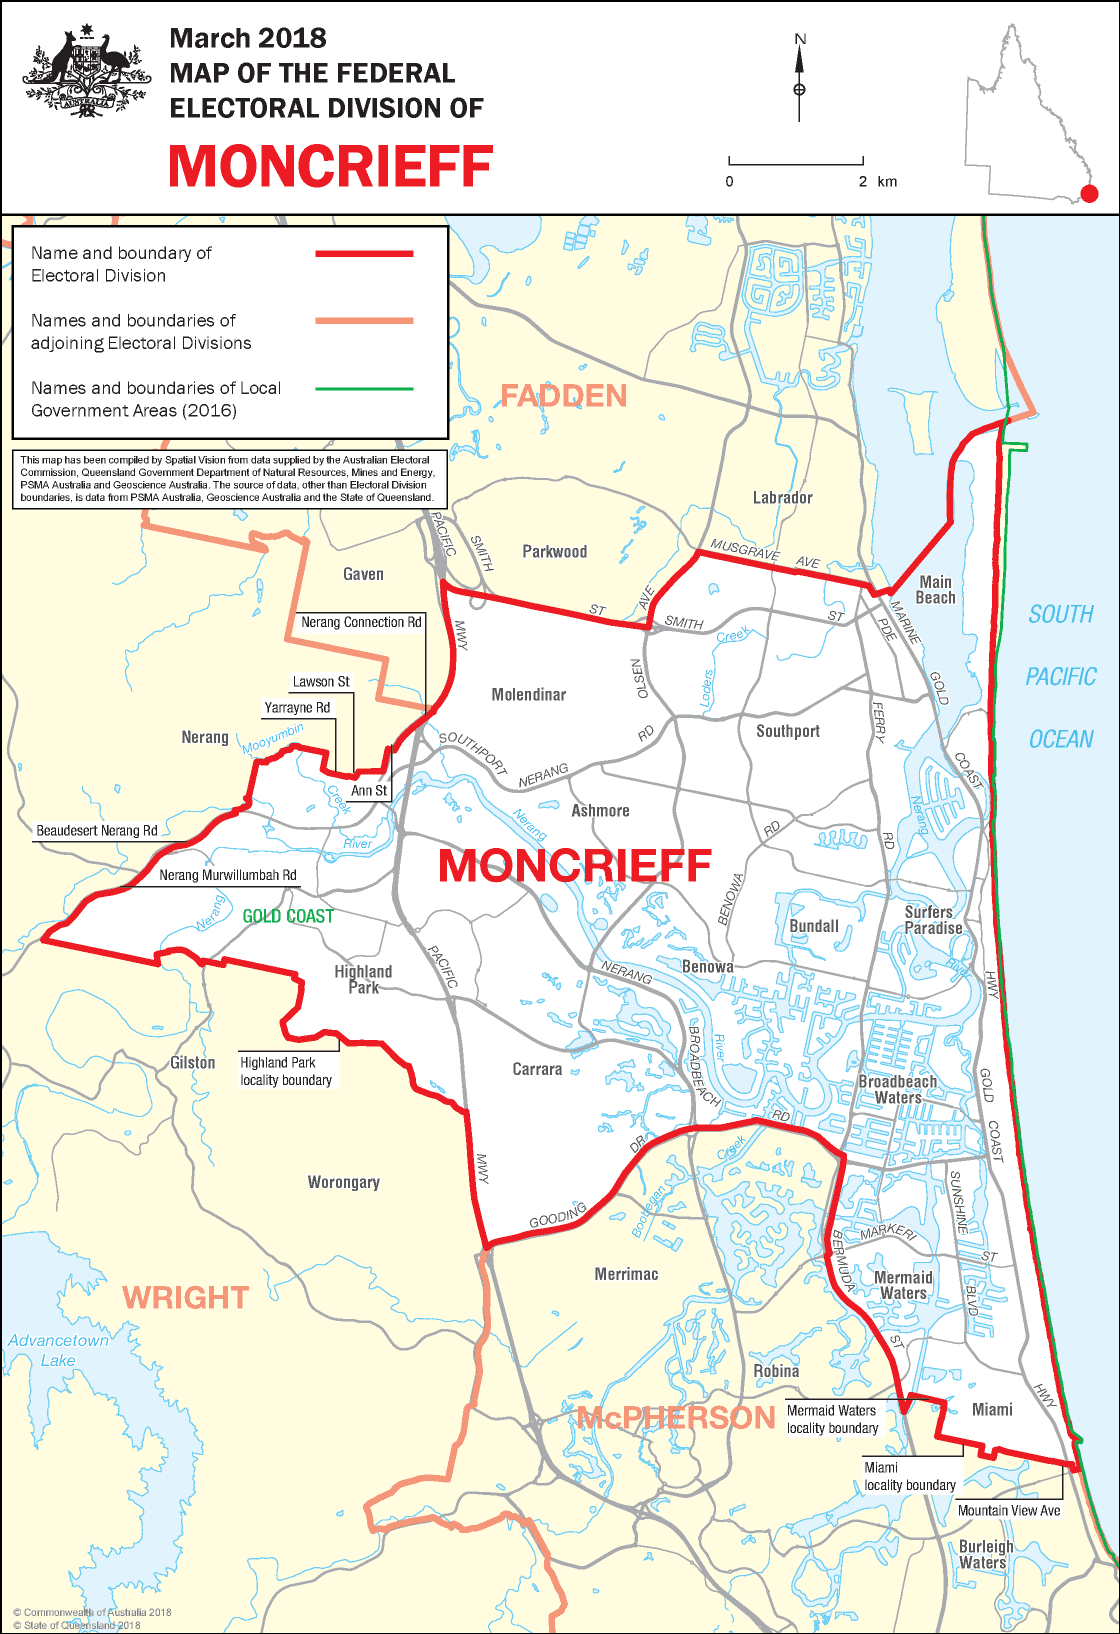 March 2018
MAP OF THE FEDERAL
ELECTORAL DIVISION OF
MONCRIEFF
AUSTRALIA
N
0 2 km
Name and boundary of
Electoral Division
Names and boundaries of
adjoining Electoral Divisions
Names and boundaries of Local
Government Areas (2016)
This map has been compiled by Spatial Vision from data supplied by the Australian Electoral
Commission, Queensland Government Department of Natural Resources, Mines and Energy,
PSMA Australia and Geoscience Australia. The source of data, other than Electoral Division
boundaries, is data from PSMA Australia, Geoscience Australia and the State of Queensland.
FADDEN
Labrador
PACIFIC
SMITH
Parkwood
MUSGRAVE AVE
Gaven
Main
Beach
AVE
ST
SMITH
ST
Creek
MARINE
PDE
SOUTH
PACIFIC
OCEAN
Nerang Connection Rd
MWY
Lawson St
Yarrayne Rd
Molendinar
OLSEN
Loders
GOLD
Nerang
Mooyumbin
SOUTHPORT
NERANG
RD
Southport
FERRY
COAST
Ann St
Creek
Ashmore
Nerang
Nerang
Beaudesert Nerang Rd
River
RD
RD
MONCRIEFF
Nerang Murwillumbah Rd
BENOWA
Nerang
GOLD COAST
Bundall
Surfers
Paradise
PACIFIC
Highland
Park
NERANG
Benowa
River
HWY
Gilston
Highland Park
locality boundary
Carrara
BROADBEACH
River
Broadbeach
Waters
GOLD
COAST
RD
DR
Creek
MWY
Worongary
GOODING
Boobegan
SUNSHINE
MARKERI
ST
BERMUDA
WRIGHT
Merrimac
Mermaid
Waters
BLVD
Advancetown
Lake
ST
Robina
HWY
McPHERSON
Mermaid Waters
locality boundary
Miami
Miami
locality boundary
Mountain View Ave
Burleigh
Waters
© Commonwealth of Australia 2018
© State of Queensland 2018